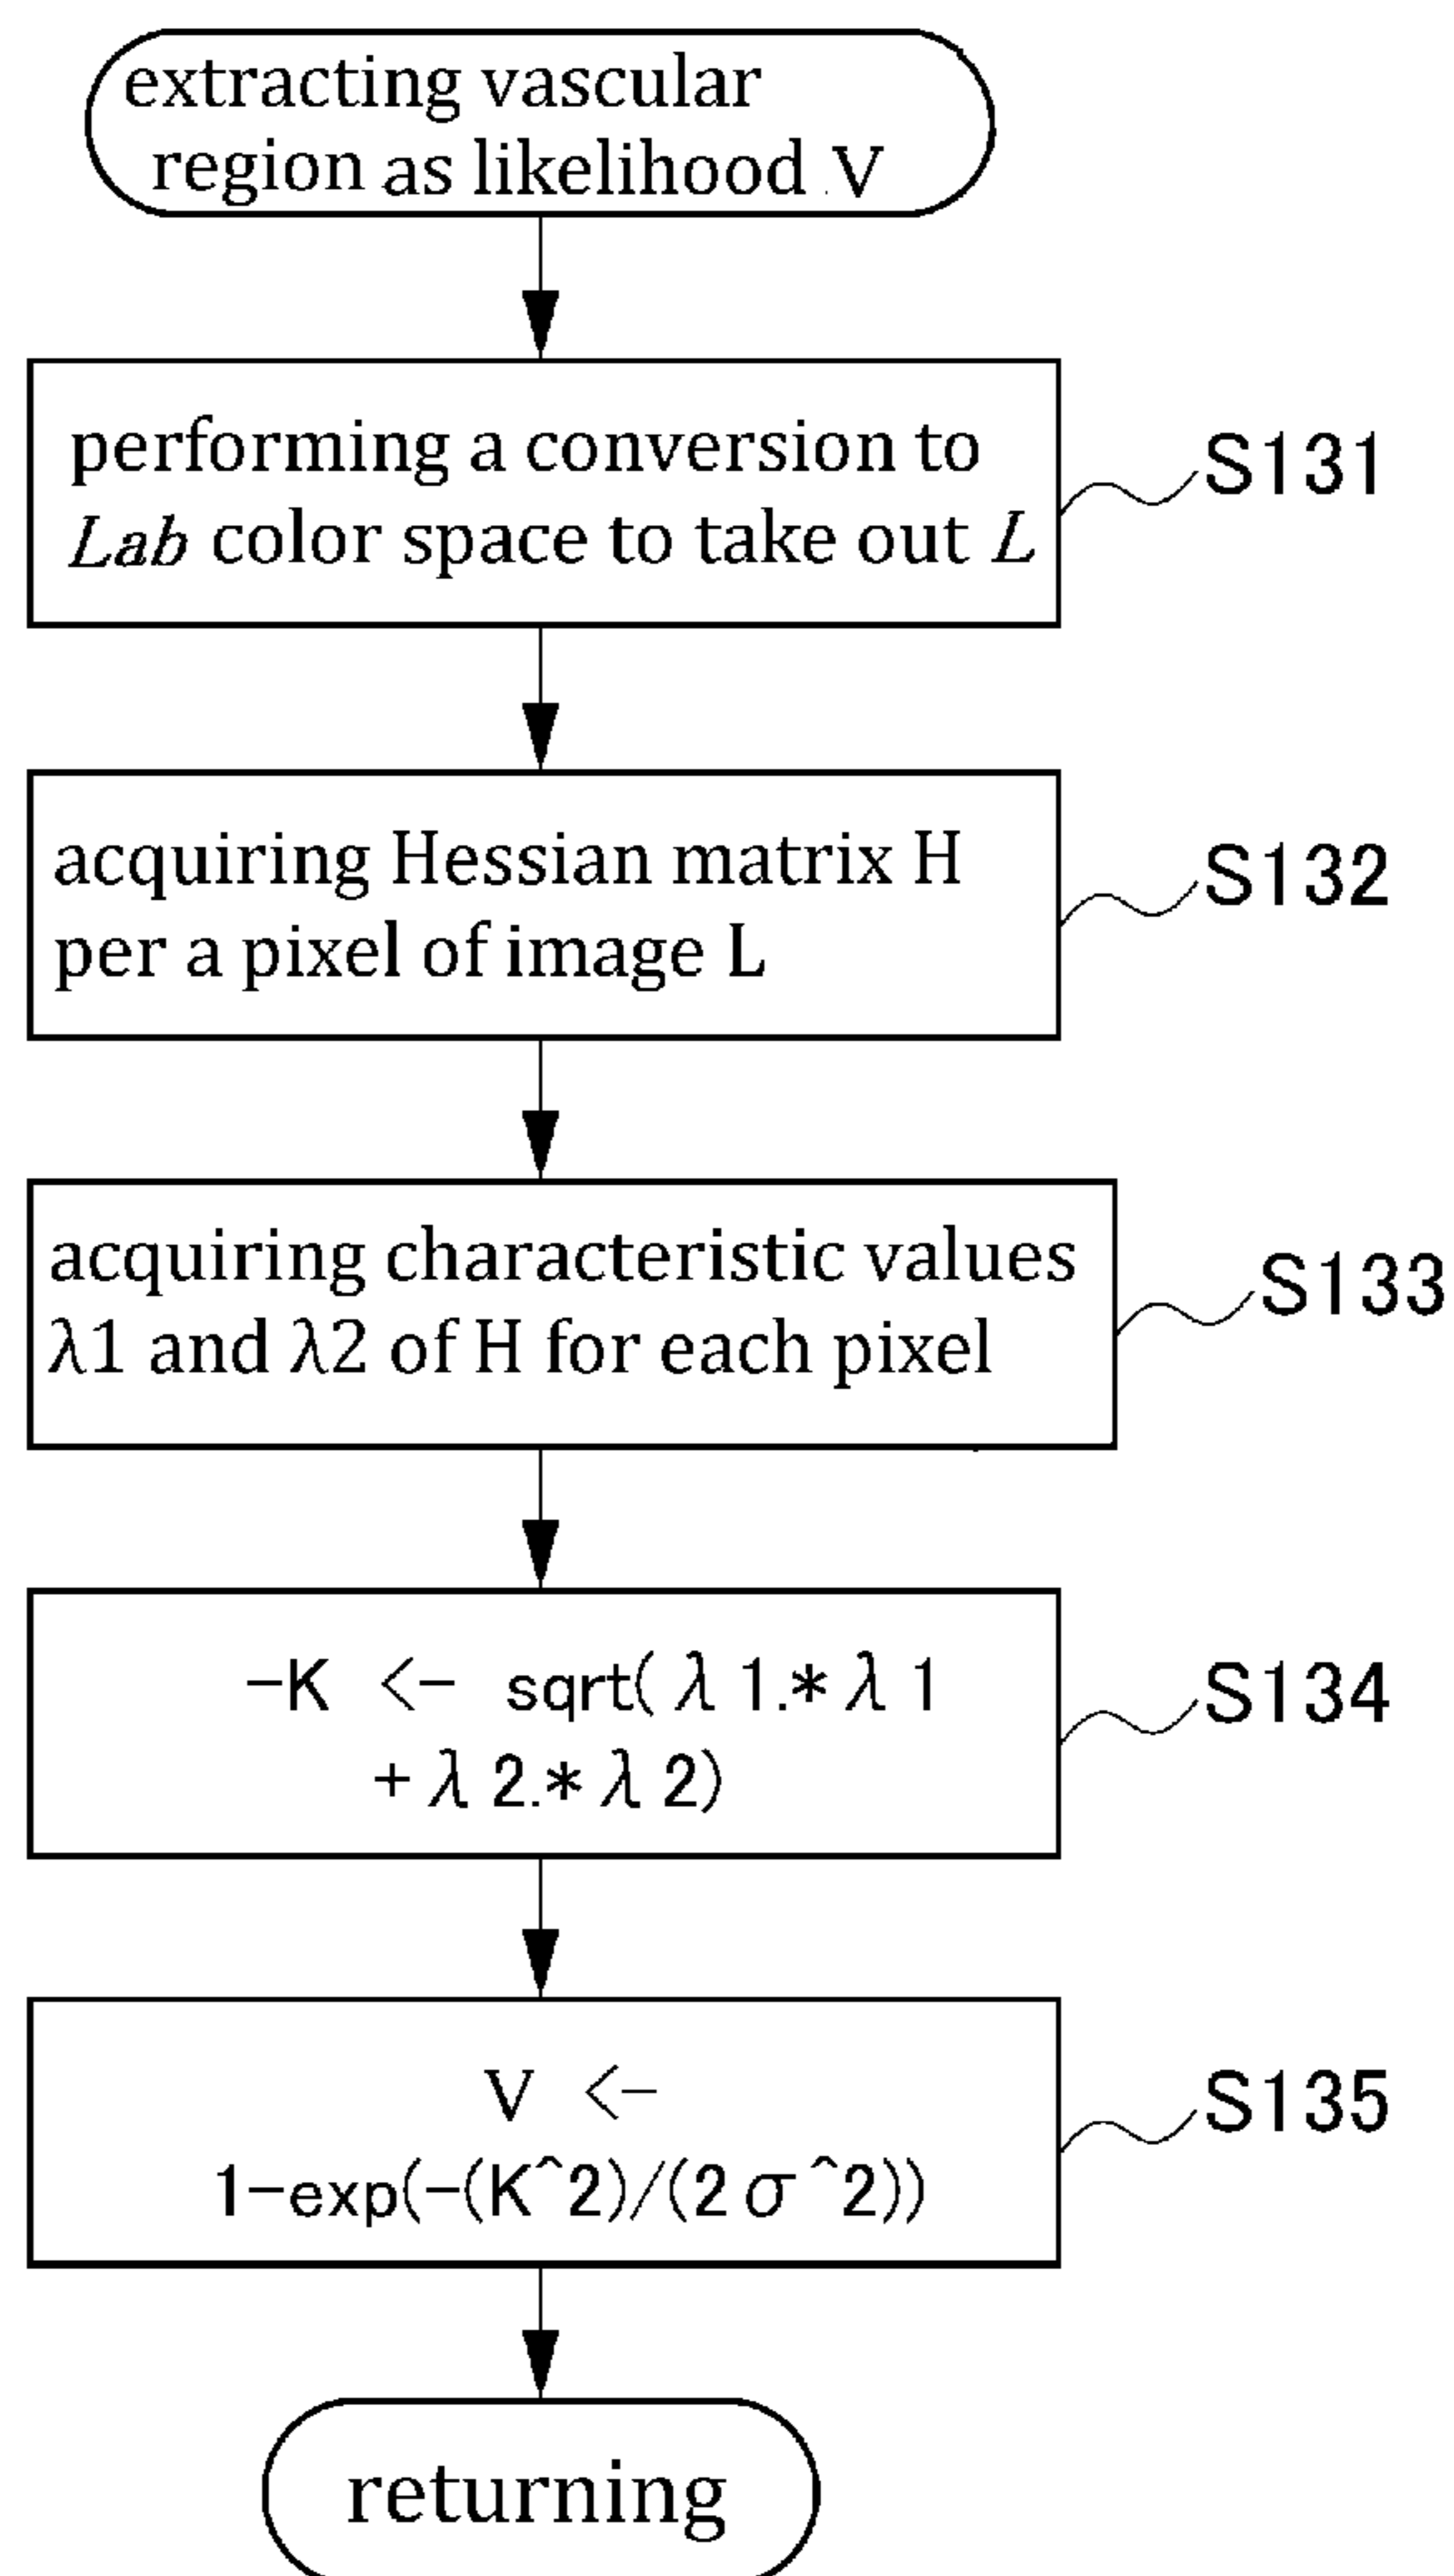 extracting vascular
region as likelihood V
performing a conversion to
Lab color space to take out L
S131
acquiring Hessian matrix H
per a pixel of image L
S132
acquiring characteristic values
λ1 and λ2 of H for each pixel
S133
-K <- sqrt(λ1.*λ1
+λ2.*λ2)
S134
V <-
1-exp(-(K^2)/(2σ^2))
S135
returning